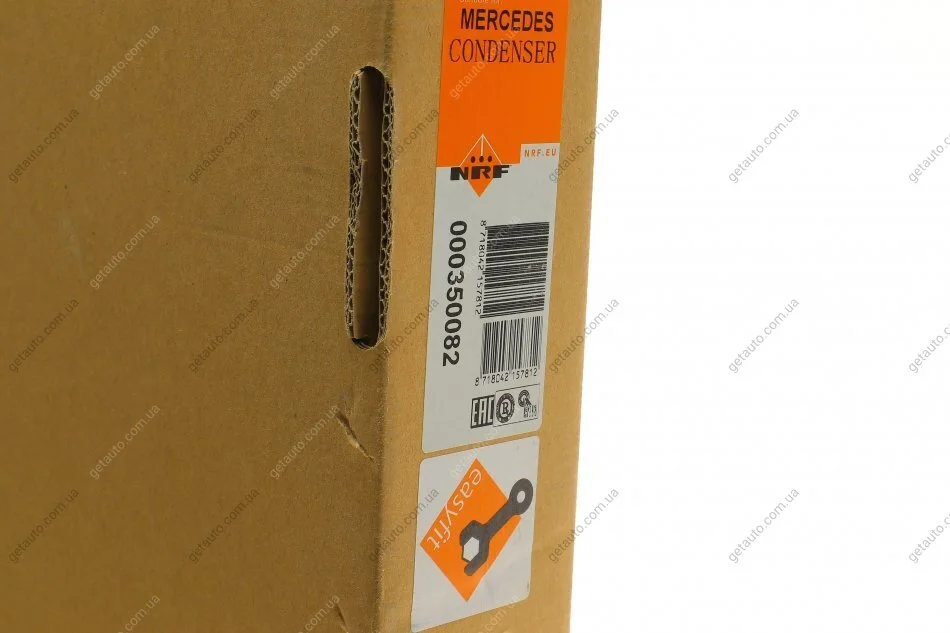 MERCEDES
CONDENSER
NRF.EU
NRF
000350082
8 718042 157812
8 718042 157812
EAC
easyfit
getauto.com.ua